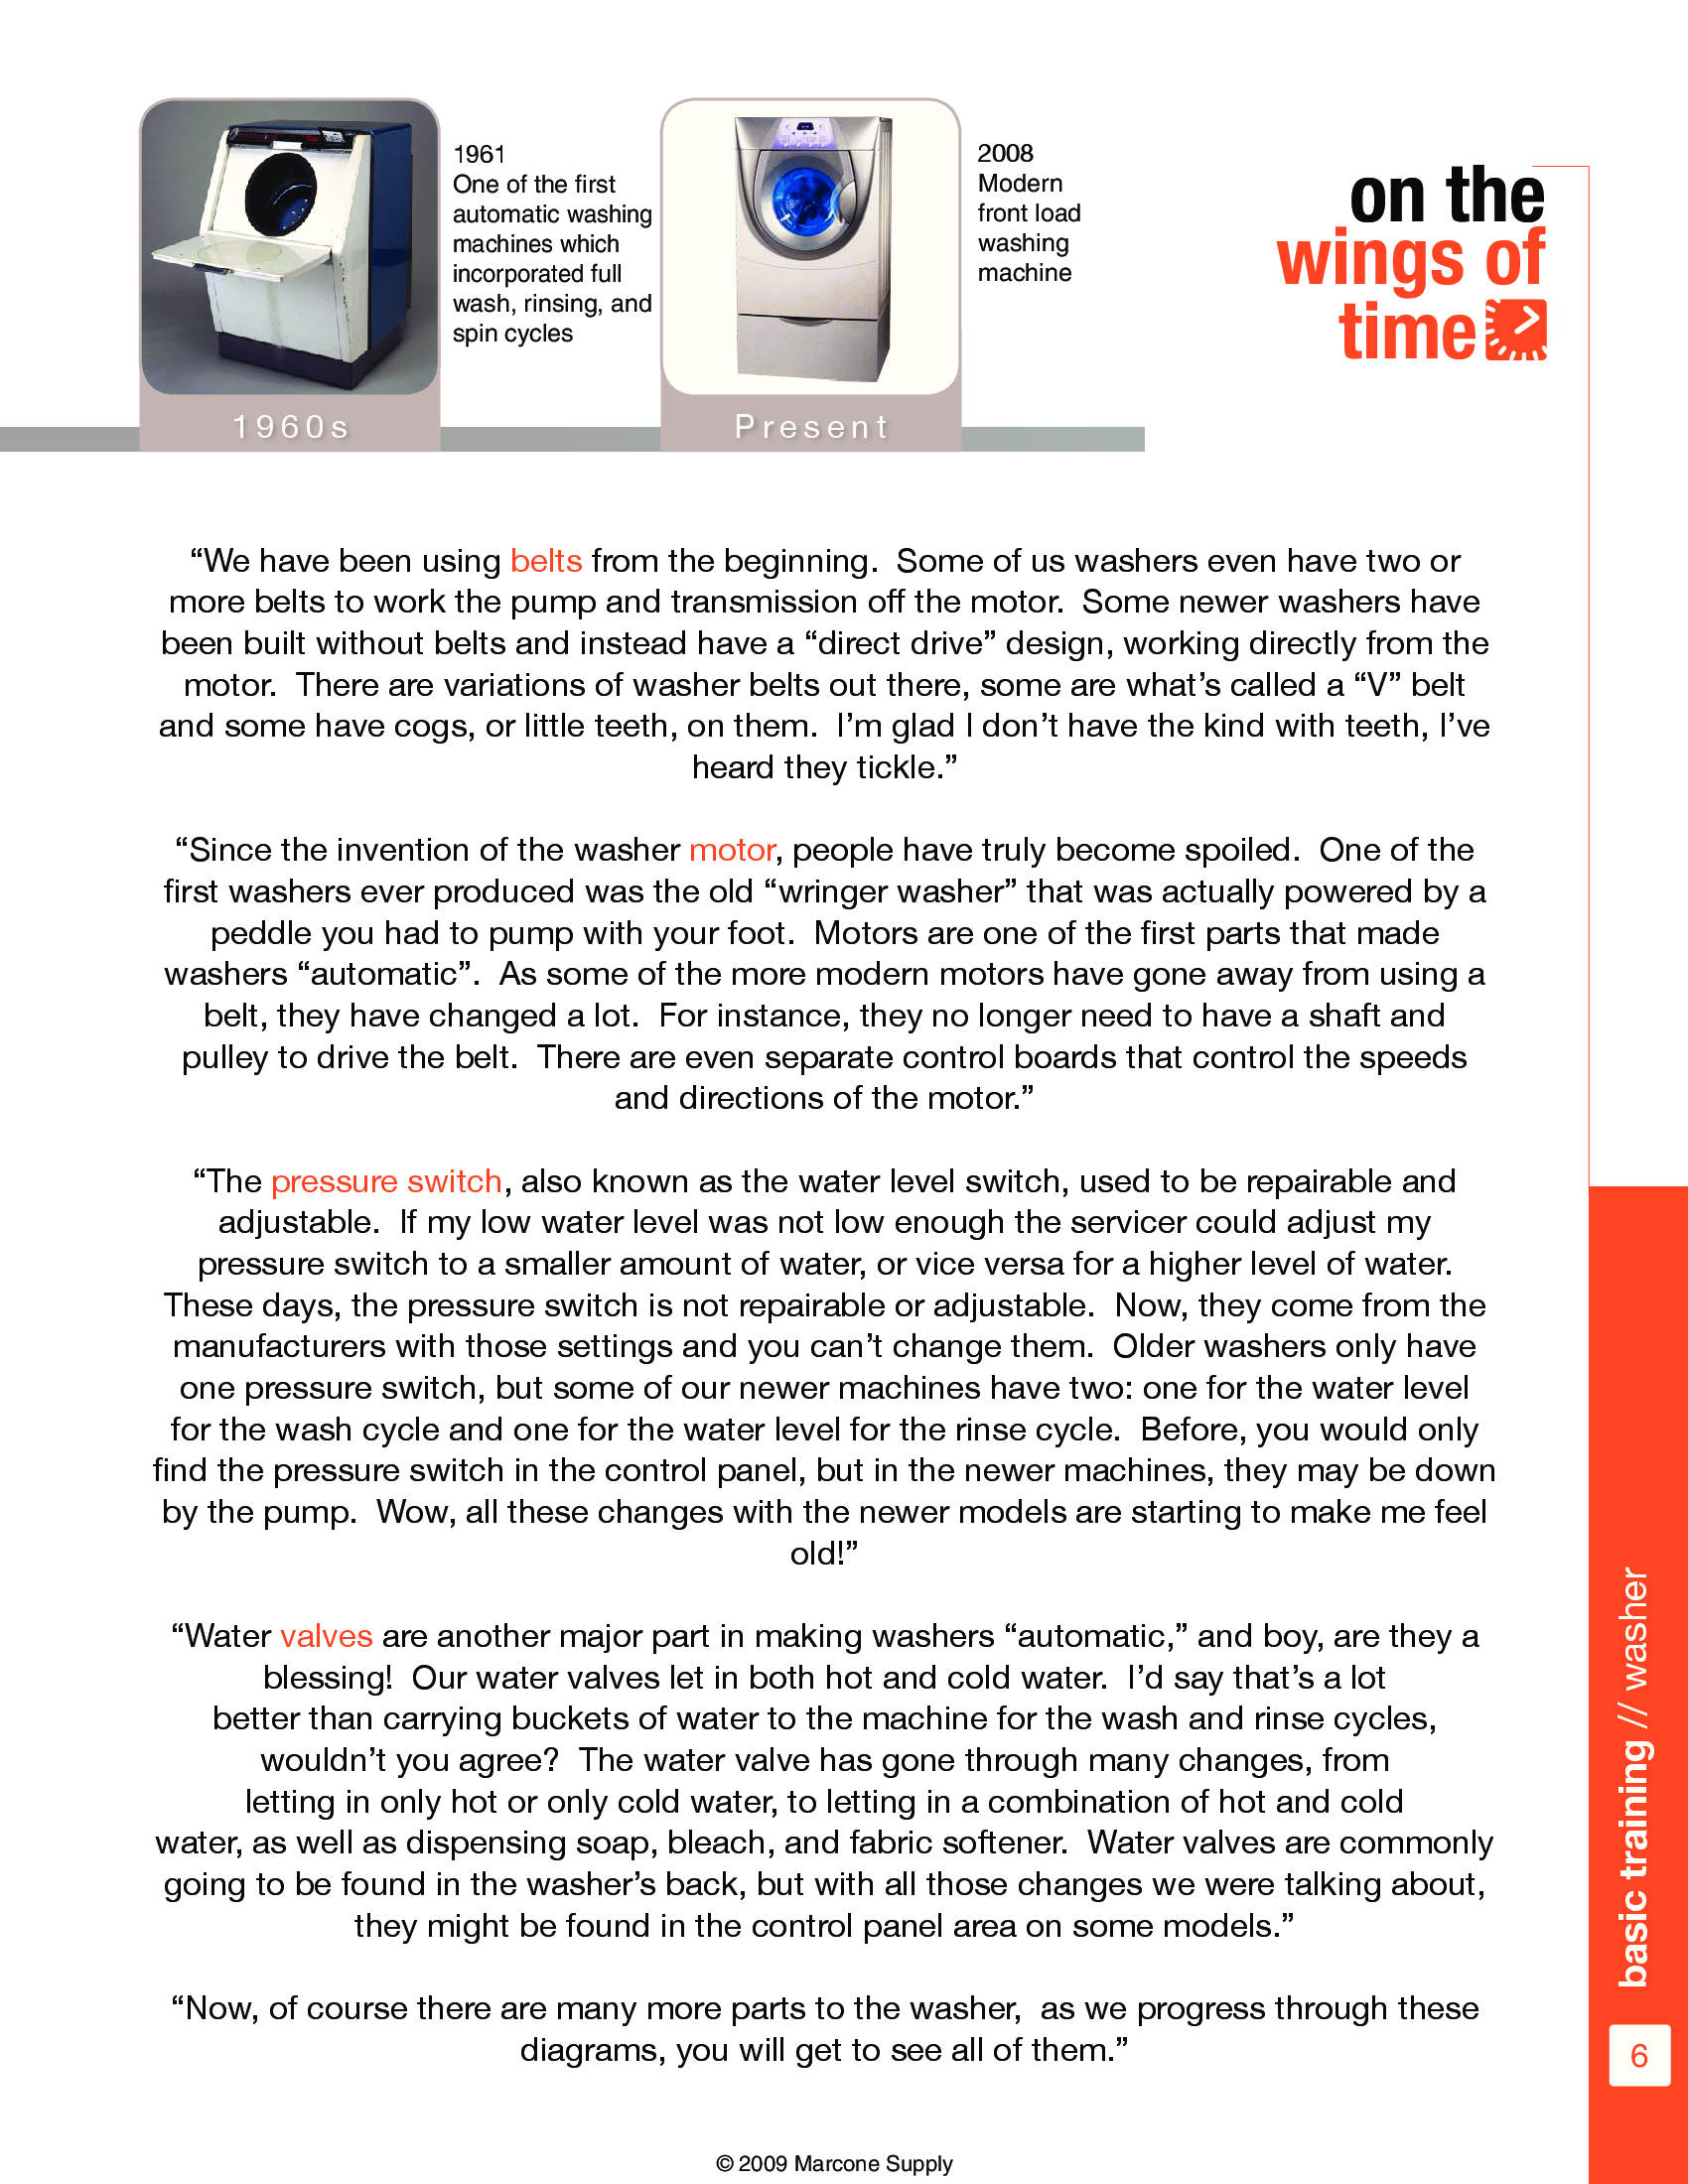 1961
One of the first
automatic washing
machines which
incorporated full
wash, rinsing, and
spin cycles
2008
Modern
front load
washing
machine
on the
wings of
time
1960s
Present
“We have been using belts from the beginning.  Some of us washers even have two or
more belts to work the pump and transmission off the motor.  Some newer washers have
been built without belts and instead have a “direct drive” design, working directly from the
motor.  There are variations of washer belts out there, some are what’s called a “V” belt
and some have cogs, or little teeth, on them.  I’m glad I don’t have the kind with teeth, I’ve
heard they tickle.”
“Since the invention of the washer motor, people have truly become spoiled.  One of the
first washers ever produced was the old “wringer washer” that was actually powered by a
peddle you had to pump with your foot.  Motors are one of the first parts that made
washers “automatic”.  As some of the more modern motors have gone away from using a
belt, they have changed a lot.  For instance, they no longer need to have a shaft and
pulley to drive the belt.  There are even separate control boards that control the speeds
and directions of the motor.”
“The pressure switch, also known as the water level switch, used to be repairable and
adjustable.  If my low water level was not low enough the servicer could adjust my
pressure switch to a smaller amount of water, or vice versa for a higher level of water.
These days, the pressure switch is not repairable or adjustable.  Now, they come from the
manufacturers with those settings and you can’t change them.  Older washers only have
one pressure switch, but some of our newer machines have two: one for the water level
for the wash cycle and one for the water level for the rinse cycle.  Before, you would only
find the pressure switch in the control panel, but in the newer machines, they may be down
by the pump.  Wow, all these changes with the newer models are starting to make me feel
old!”
“Water valves are another major part in making washers “automatic,” and boy, are they a
blessing!  Our water valves let in both hot and cold water.  I’d say that’s a lot
better than carrying buckets of water to the machine for the wash and rinse cycles,
wouldn’t you agree?  The water valve has gone through many changes, from
letting in only hot or only cold water, to letting in a combination of hot and cold
water, as well as dispensing soap, bleach, and fabric softener.  Water valves are commonly
going to be found in the washer’s back, but with all those changes we were talking about,
they might be found in the control panel area on some models.”
“Now, of course there are many more parts to the washer,  as we progress through these
diagrams, you will get to see all of them.”
basic training // washer
6
© 2009 Marcone Supply